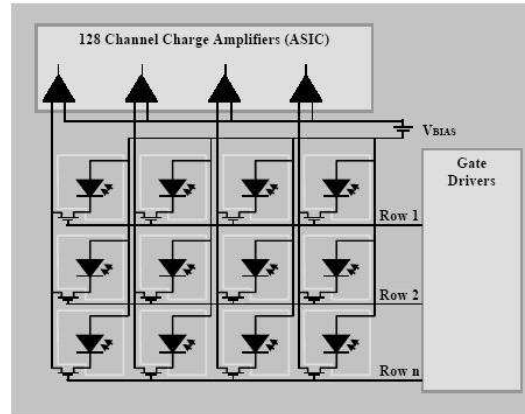 128 Channel Charge Amplifiers (ASIC)
VBIAS
Gate
Drivers
Row 1
Row 2
Row n